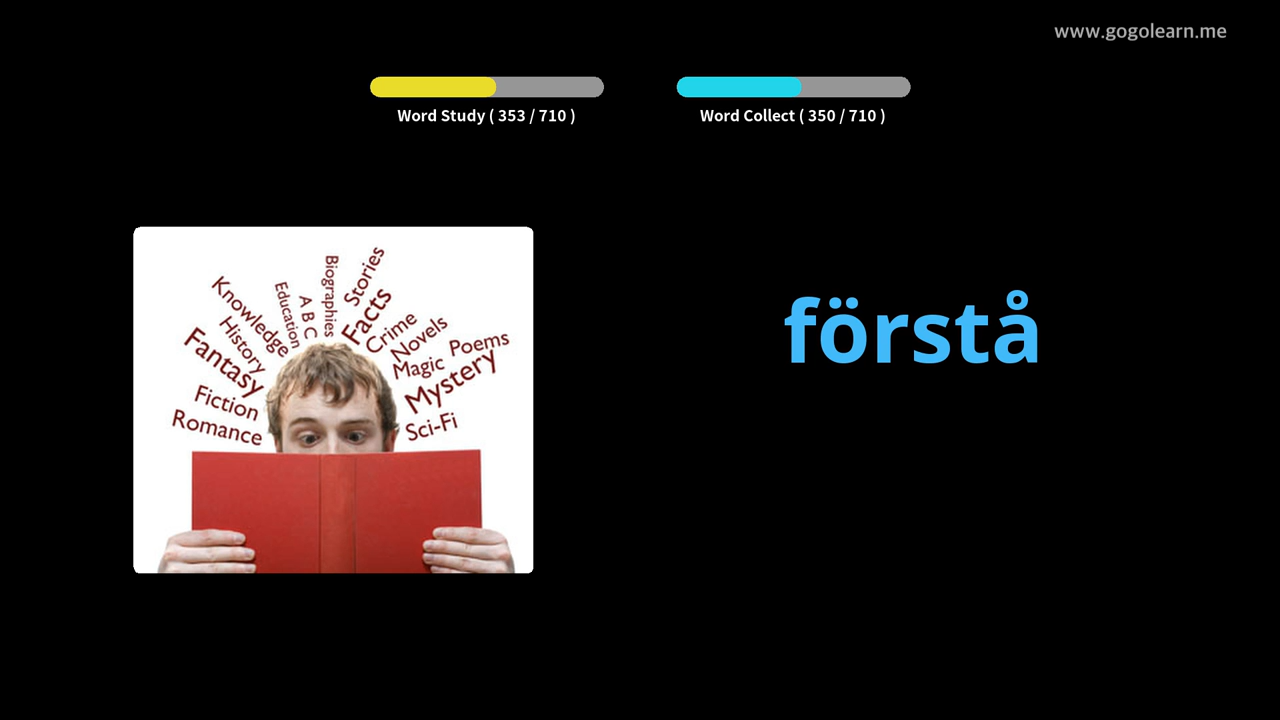 www.gogolearn.me
Word Study ( 353 / 710 )
Word Collect ( 350 / 710 )
förstå
Knowledge
Education
A B C
Biographies
Stories
Facts
Crime
Novels
Poems
History
Fantasy
Magic
Mystery
Fiction
Romance
Sci-Fi